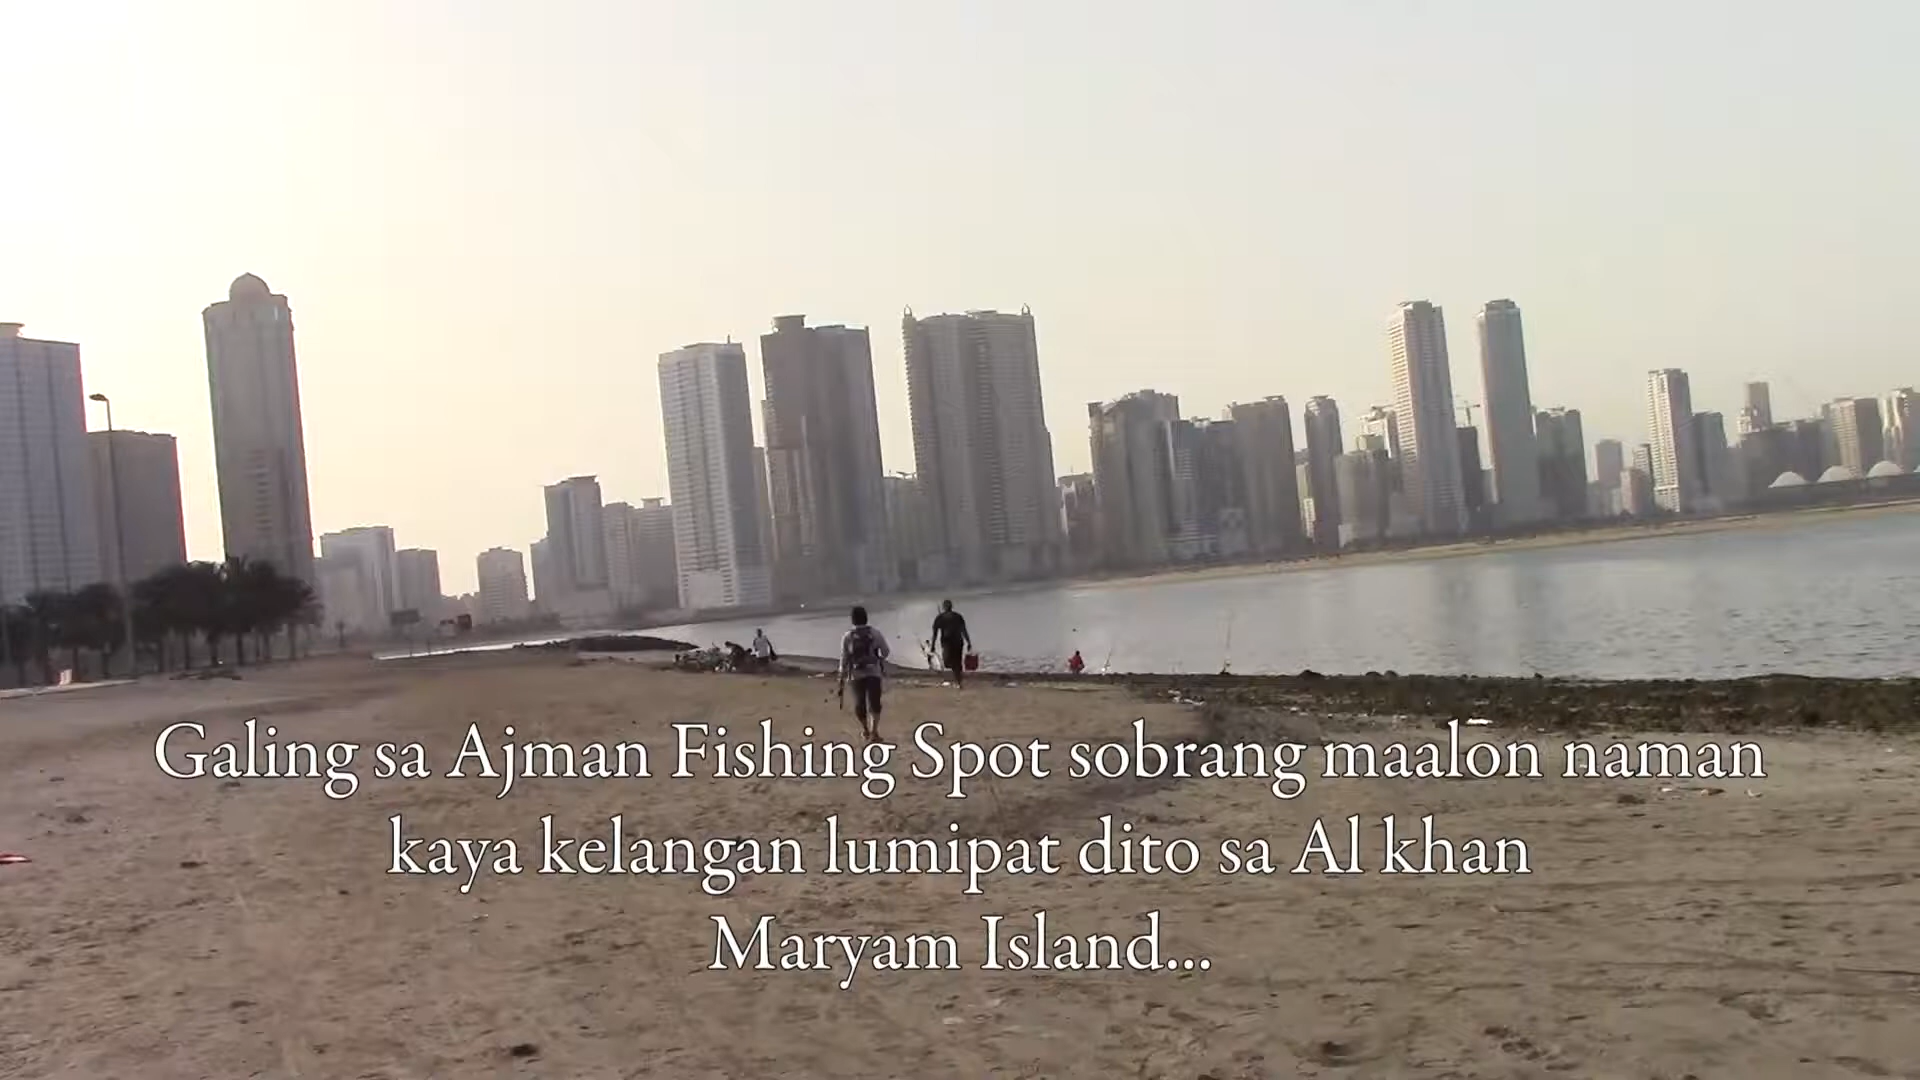 Galing sa Ajman Fishing Spot sobrang maalon naman
kaya kelangan lumipat dito sa Al khan
Maryam Island...